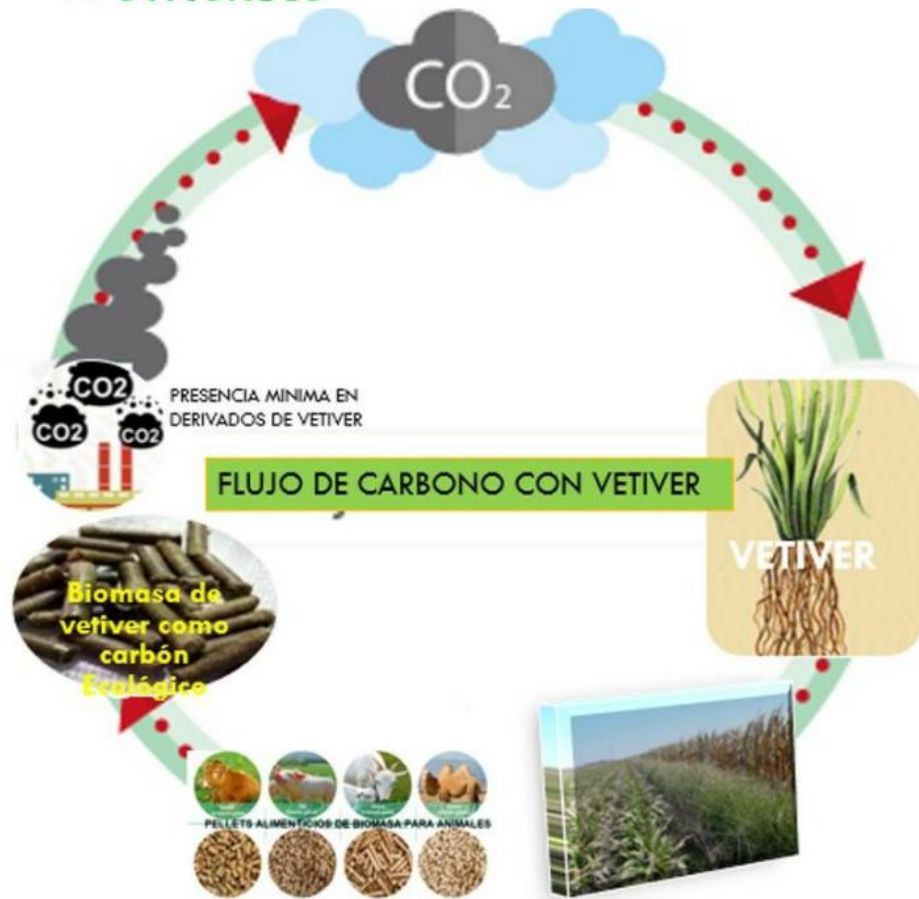 CO2
CO2
CO2
CO2
PRESENCIA MINIMA EN
DERIVADOS DE VETIVER
FLUJO DE CARBONO CON VETIVER
VETIVER
Biomasa de
vetiver como
carbón
Ecológico
PELLETS ALIMENTICIOS DE BIOMASA PARA ANIMALES